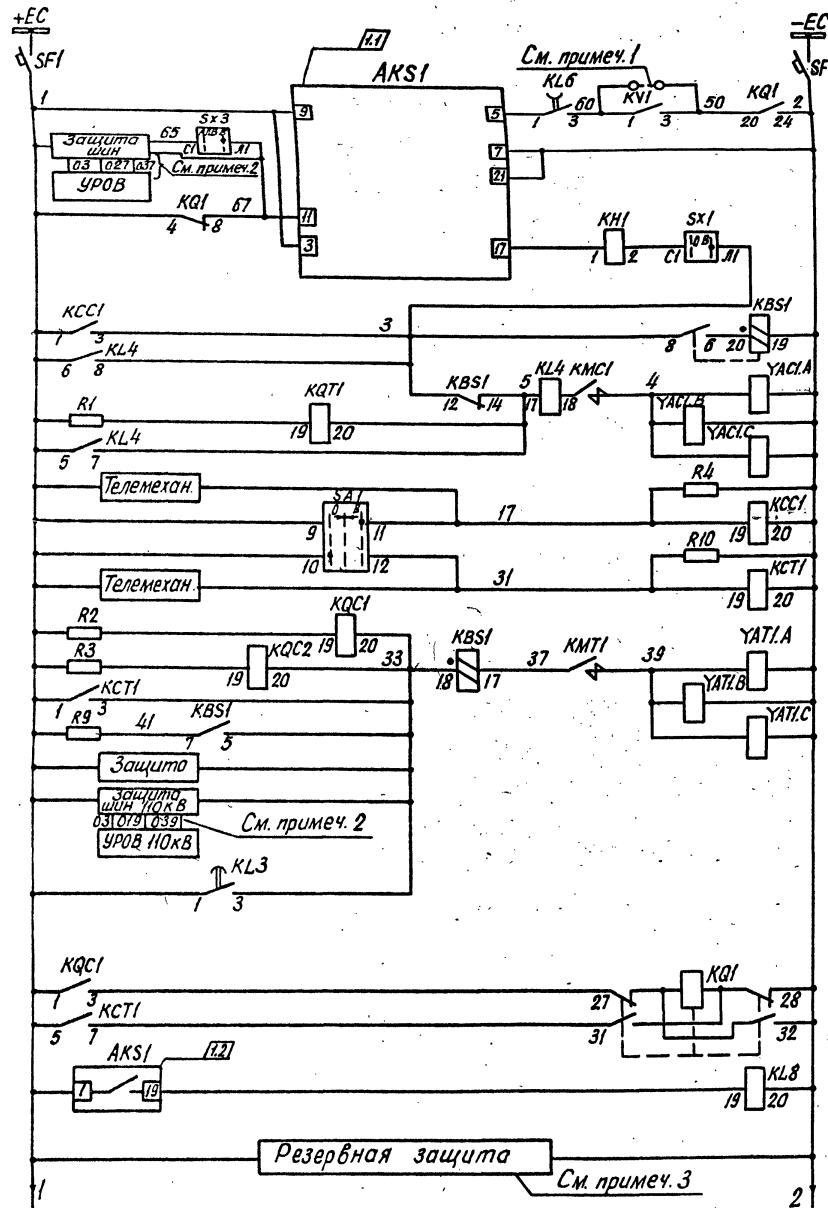 +ЕС
-ЕС
SF1
SF
1.1
AKS1
См. примеч. 1
KL6
KV1
KQ1
1
9
5
1 3
60
1 3
50
20 24
2
Защита шин
65
SX3
ОВ
С1
Л1
03 027 037
См. примеч. 2
УРОВ
7
21
KQ1
67
4 8
11
3
17
KH1
1 2
SX1
ОВ
С1
Л1
KCC1
1 3
3
8 6
20
KBS1
19
KL4
6 8
KBS1
12 14
5
KL4
17 18
KMC1
4
YAC1.A
YAC1.B
YAC1.C
R1
KQT1
19 20
KL4
5 7
Телемехан.
SA1
О В
9 11
17
R4
KCC1
19 20
10 12
R10
Телемехан.
31
KCT1
19 20
R2
KQC1
19 20
R3
KQC2
19 20
33
KBS1
18 17
37
KMT1
39
YAT1.A
YAT1.B
YAT1.C
KCT1
1 3
R9
41
KBS1
7 5
Защита
Защита шин 110кВ
03 019 039
См. примеч. 2
УРОВ 110кВ
KL3
1 3
KQC1
1 3
27
KQ1
28
KCT1
5 7
31
32
AKS1
1.2
19
KL8
19 20
Резервная защита
См. примеч. 3
1
2